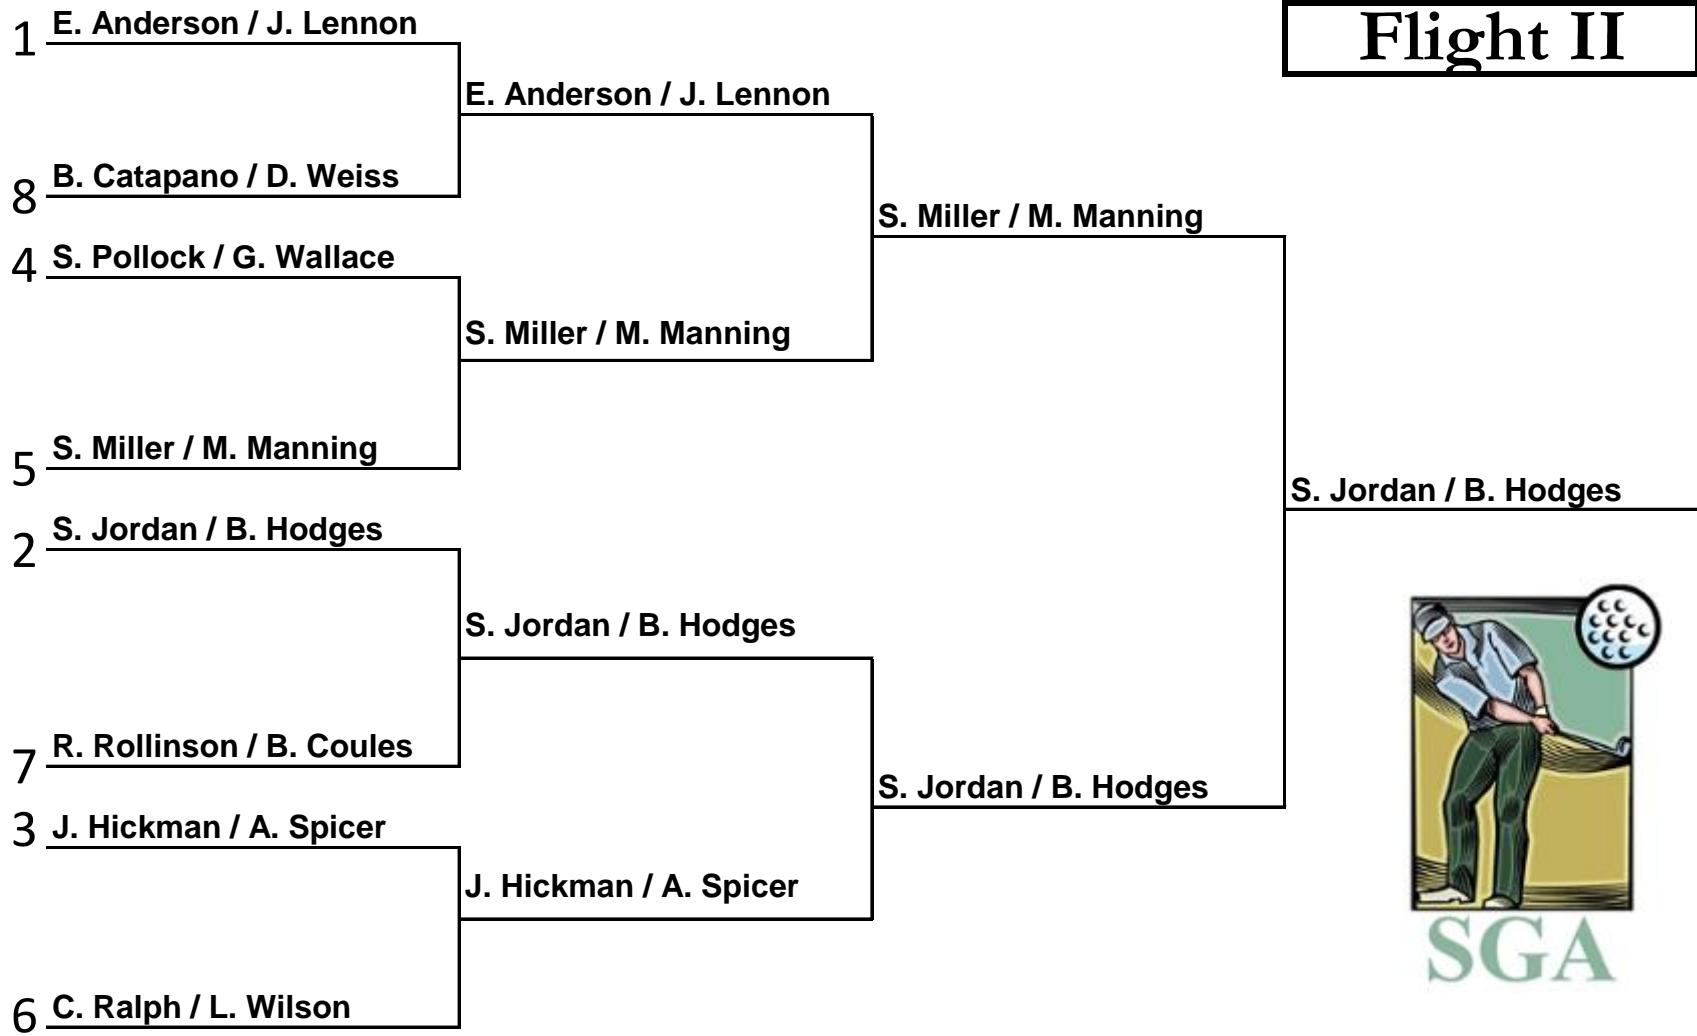 Flight II
1 E. Anderson / J. Lennon
E. Anderson / J. Lennon
8 B. Catapano / D. Weiss
S. Miller / M. Manning
4 S. Pollock / G. Wallace
S. Miller / M. Manning
5 S. Miller / M. Manning
S. Jordan / B. Hodges
2 S. Jordan / B. Hodges
S. Jordan / B. Hodges
7 R. Rollinson / B. Coules
S. Jordan / B. Hodges
3 J. Hickman / A. Spicer
J. Hickman / A. Spicer
6 C. Ralph / L. Wilson
SGA